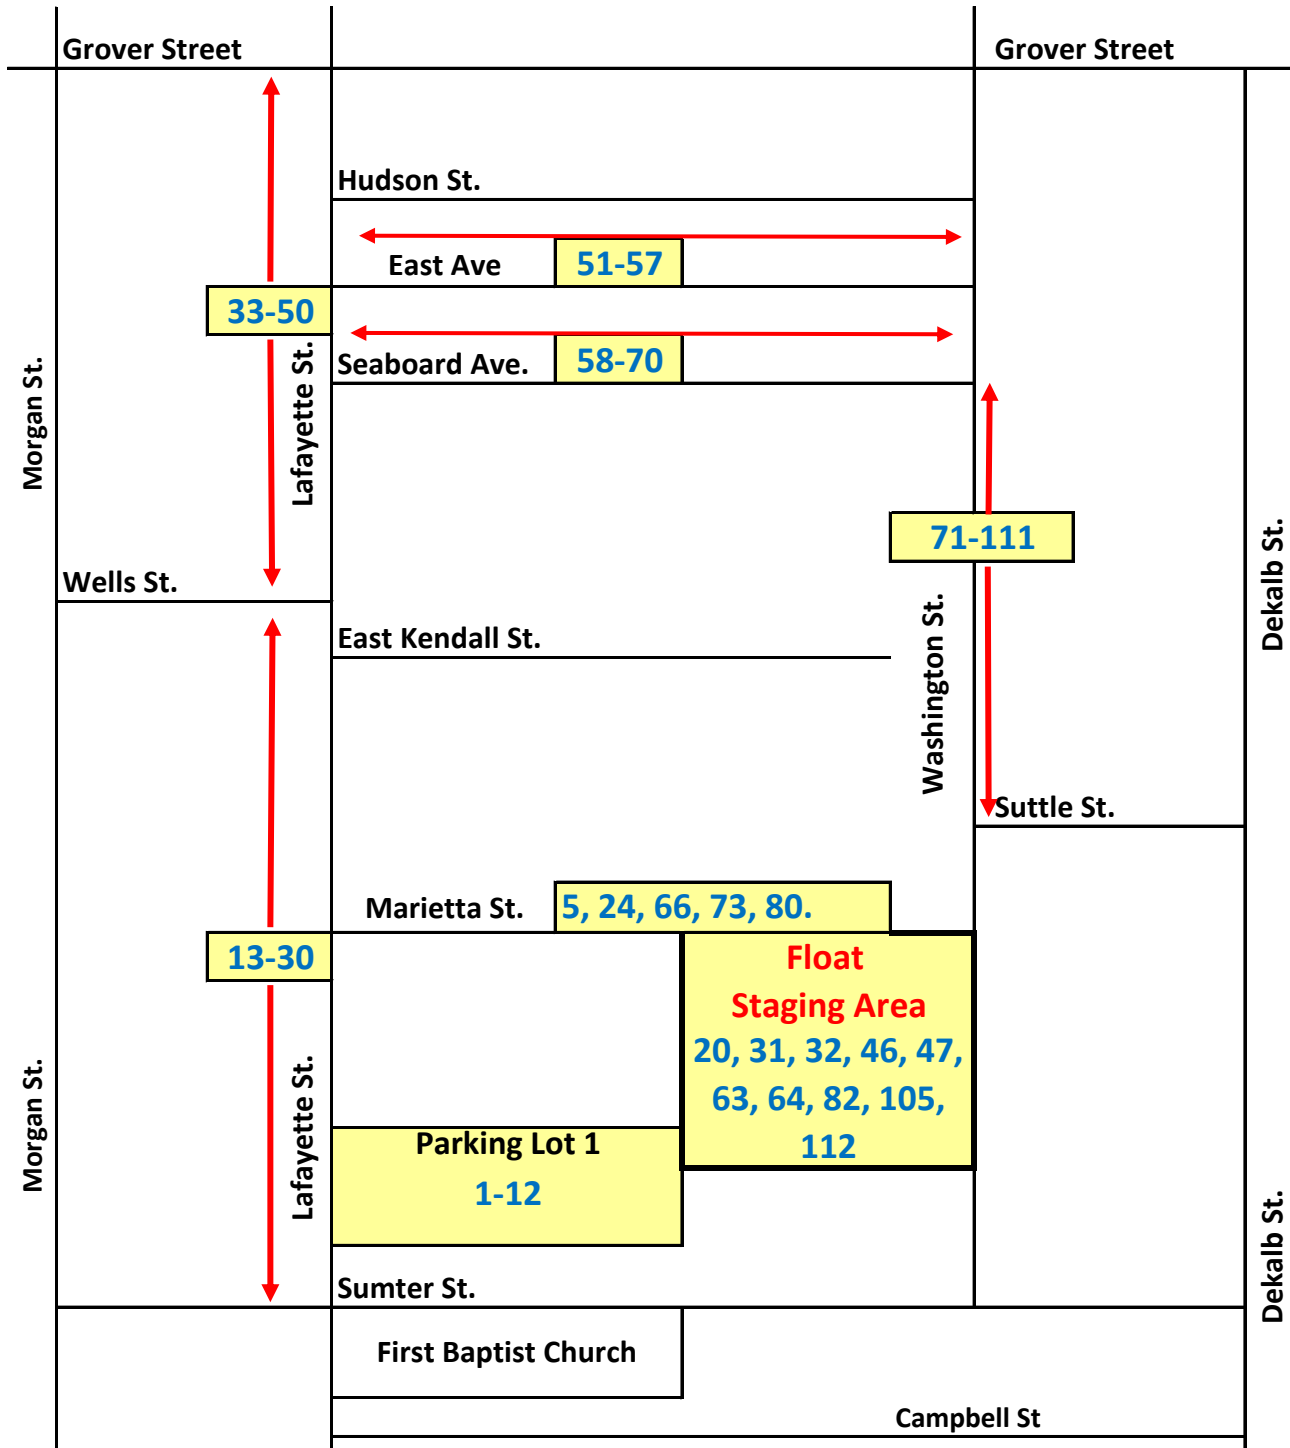 Grover Street
Grover Street
Hudson St.
East Ave
51-57
33-50
Seaboard Ave.
58-70
Morgan St.
Lafayette St.
71-111
Dekalb St.
Wells St.
East Kendall St.
Washington St.
Suttle St.
Marietta St.
5, 24, 66, 73, 80.
13-30
Float
Staging Area
20, 31, 32, 46, 47,
63, 64, 82, 105,
112
Morgan St.
Lafayette St.
Parking Lot 1
1-12
Dekalb St.
Sumter St.
First Baptist Church
Campbell St